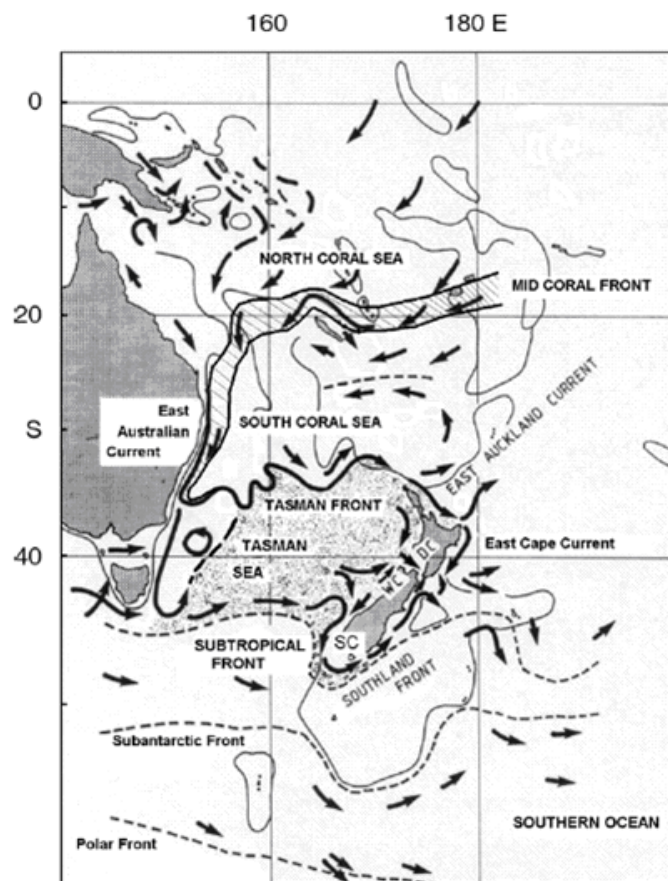 160
180 E
0
NORTH CORAL SEA
MID CORAL FRONT
20
East
Australian
Current
SOUTH CORAL SEA
S
EAST AUCKLAND CURRENT
TASMAN FRONT
TASMAN
SEA
40
East Cape Current
WC
DC
SUBTROPICAL
FRONT
SC
SOUTHLAND
FRONT
Subantarctic Front
SOUTHERN OCEAN
Polar Front